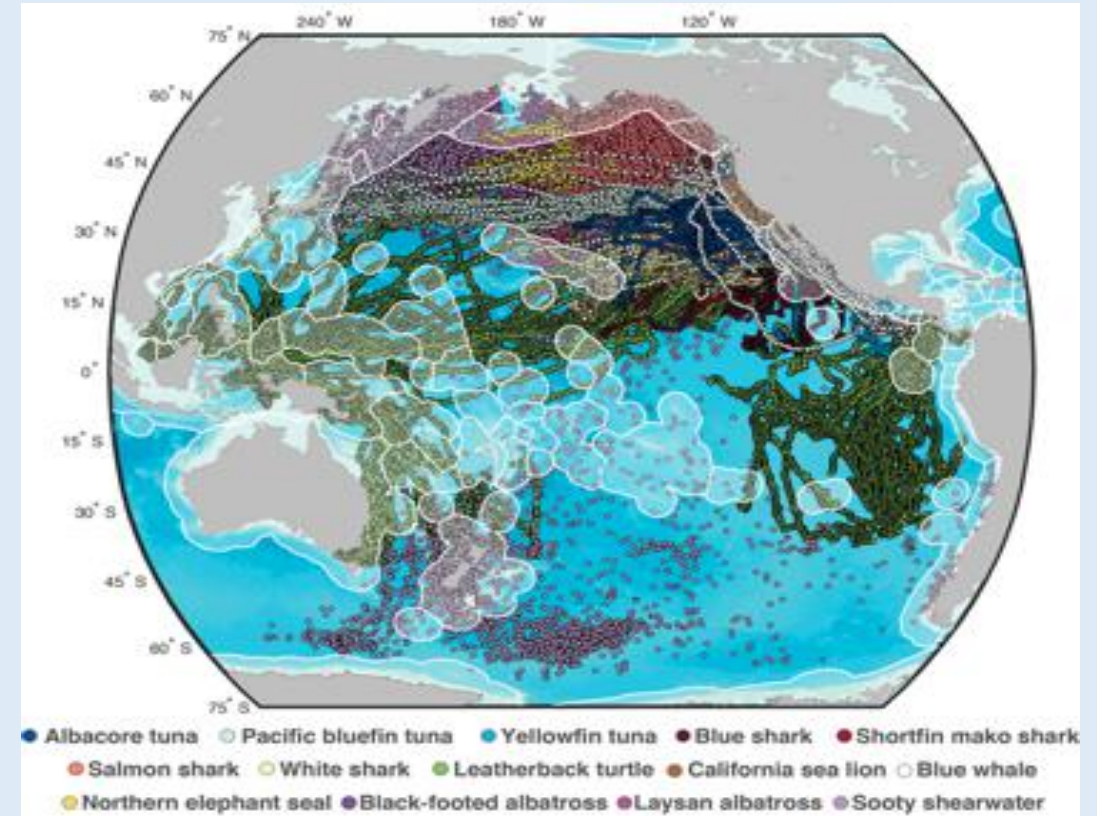 240° W 180° W 120° W
75° N
60° N
45° N
30° N
15° N
0°
15° S
30° S
45° S
60° S
75° S
Albacore tuna Pacific bluefin tuna Yellowfin tuna Blue shark Shortfin mako shark
Salmon shark White shark Leatherback turtle California sea lion Blue whale
Northern elephant seal Black-footed albatross Laysan albatross Sooty shearwater